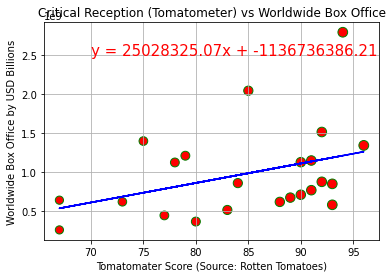 Critical Reception (Tomatometer) vs Worldwide Box Office
1e9
y = 25028325.07x + -1136736386.21
2.5
2.0
1.5
1.0
0.5
Worldwide Box Office by USD Billions
70 75 80 85 90 95
Tomatomater Score (Source: Rotten Tomatoes)